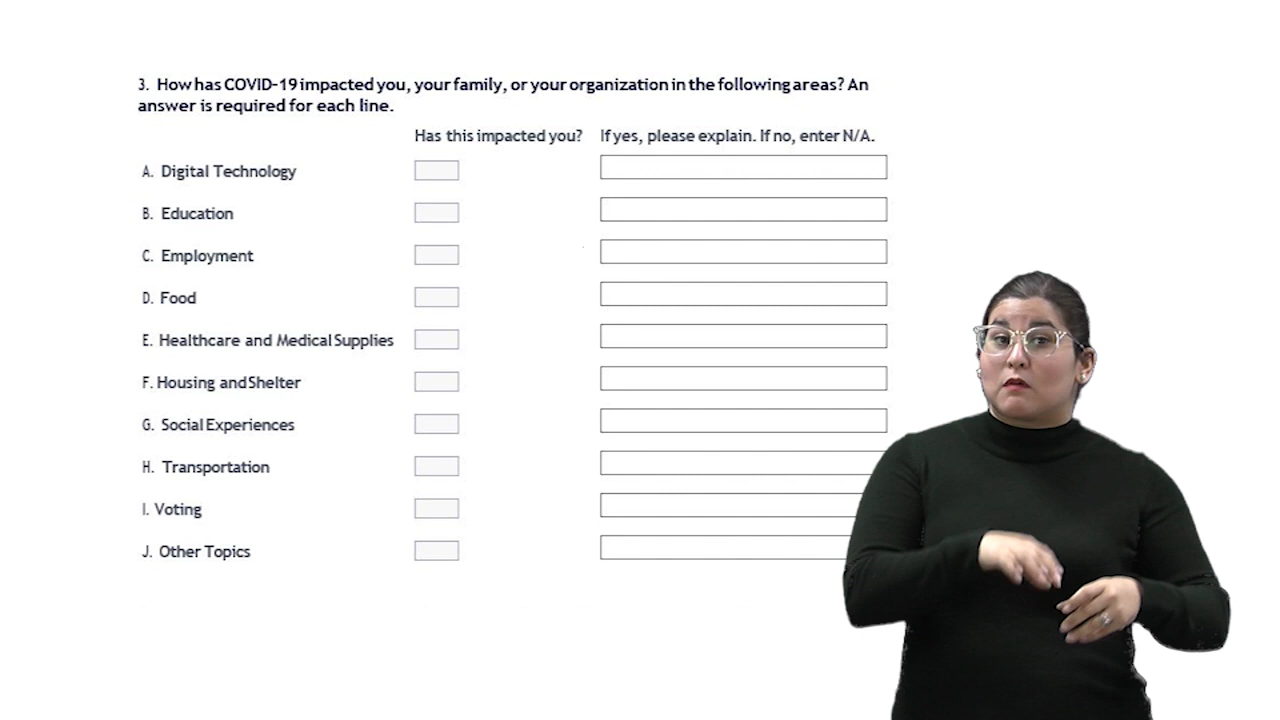 3. How has COVID-19 impacted you, your family, or your organization in the following areas? An
answer is required for each line.
Has this impacted you? If yes, please explain. If no, enter N/A.
A. Digital Technology
B. Education
C. Employment
D. Food
E. Healthcare and Medical Supplies
F. Housing and Shelter
G. Social Experiences
H. Transportation
I. Voting
J. Other Topics